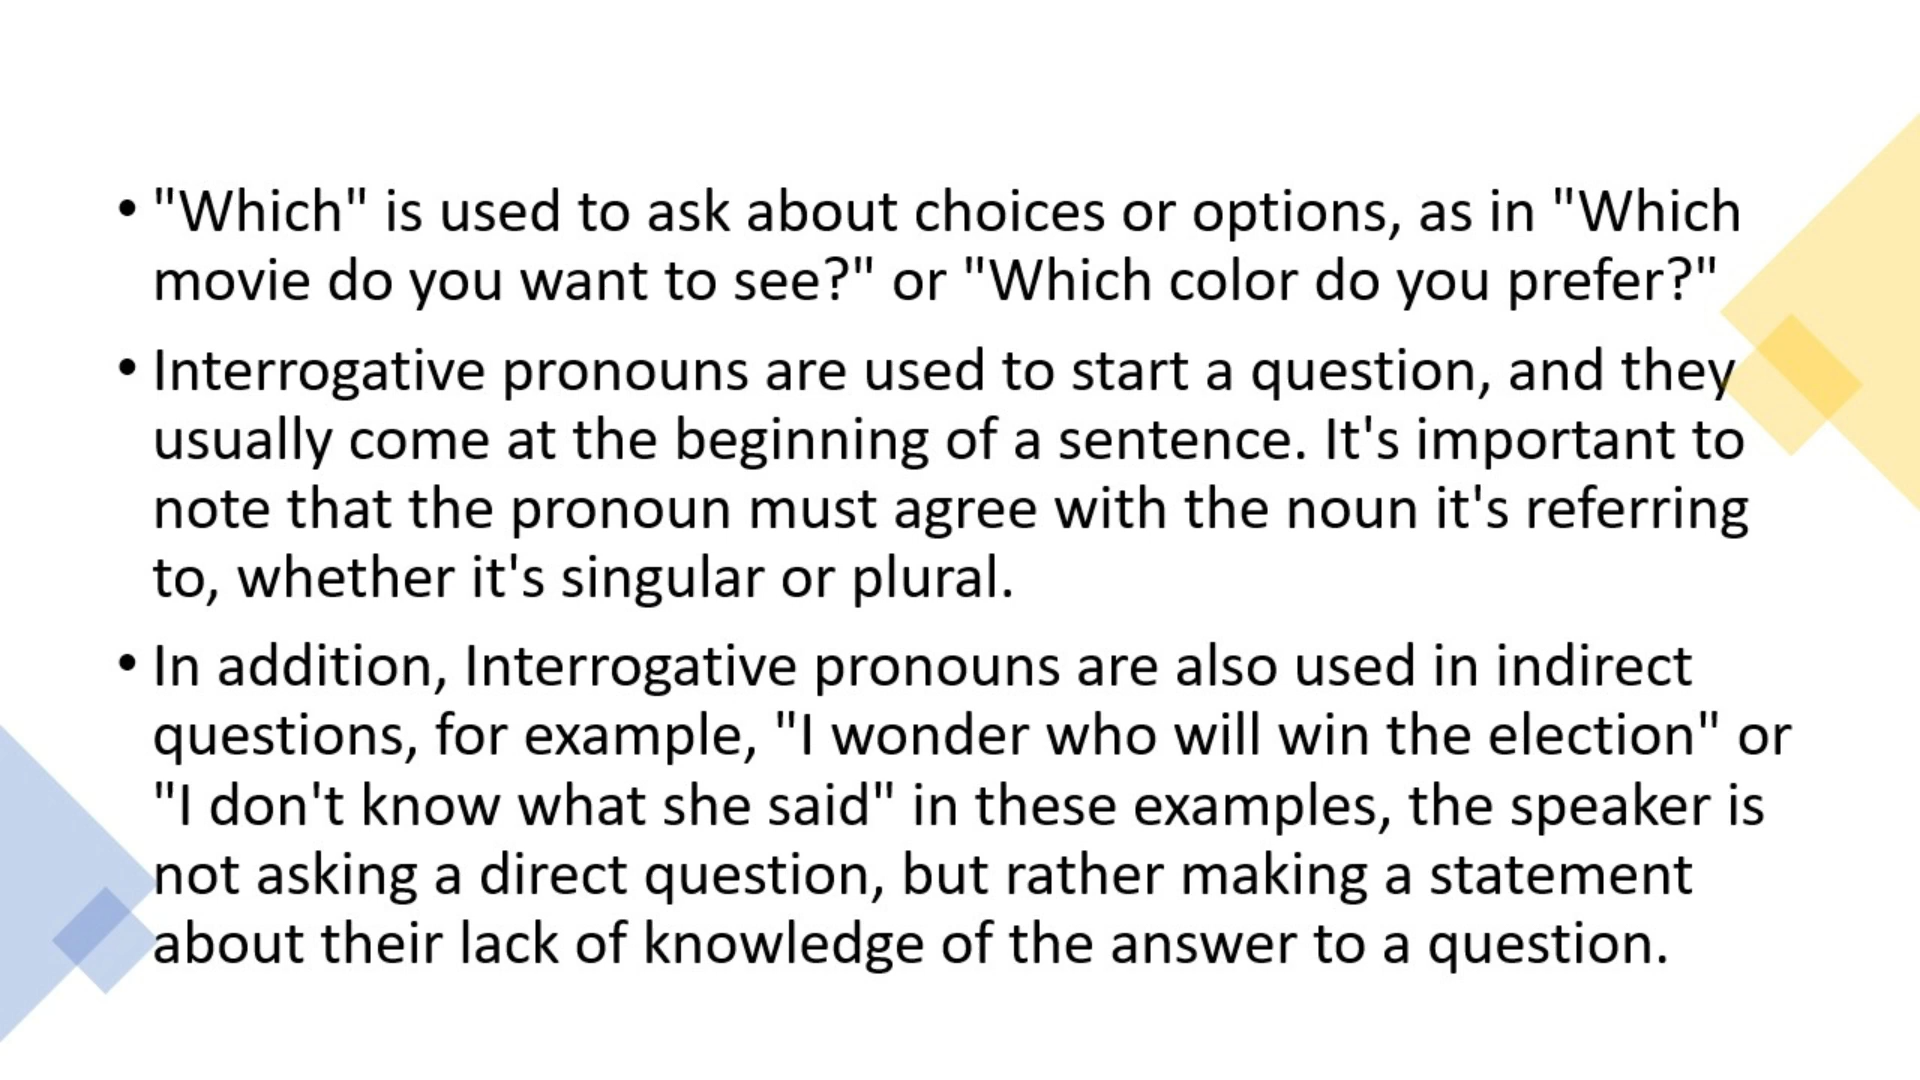 • "Which" is used to ask about choices or options, as in "Which
movie do you want to see?" or "Which color do you prefer?"
• Interrogative pronouns are used to start a question, and they
usually come at the beginning of a sentence. It's important to
note that the pronoun must agree with the noun it's referring
to, whether it's singular or plural.
• In addition, Interrogative pronouns are also used in indirect
questions, for example, "I wonder who will win the election" or
"I don't know what she said" in these examples, the speaker is
not asking a direct question, but rather making a statement
about their lack of knowledge of the answer to a question.